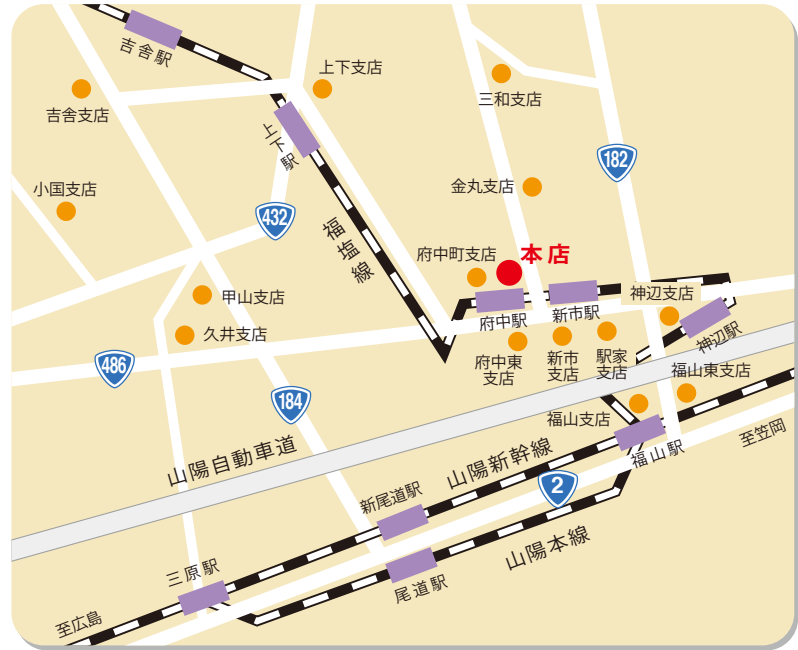 吉舎駅
上下支店
三和支店
吉舎支店
上下駅
182
金丸支店
小国支店
432
福塩線
本店
府中町支店
甲山支店
神辺支店
府中駅
新市駅
久井支店
神辺駅
府中東
支店
新市
支店
駅家
支店
486
福山東支店
184
福山支店
山陽自動車道
山陽新幹線
福山駅
至笠岡
2
新尾道駅
山陽本線
三原駅
尾道駅
至広島